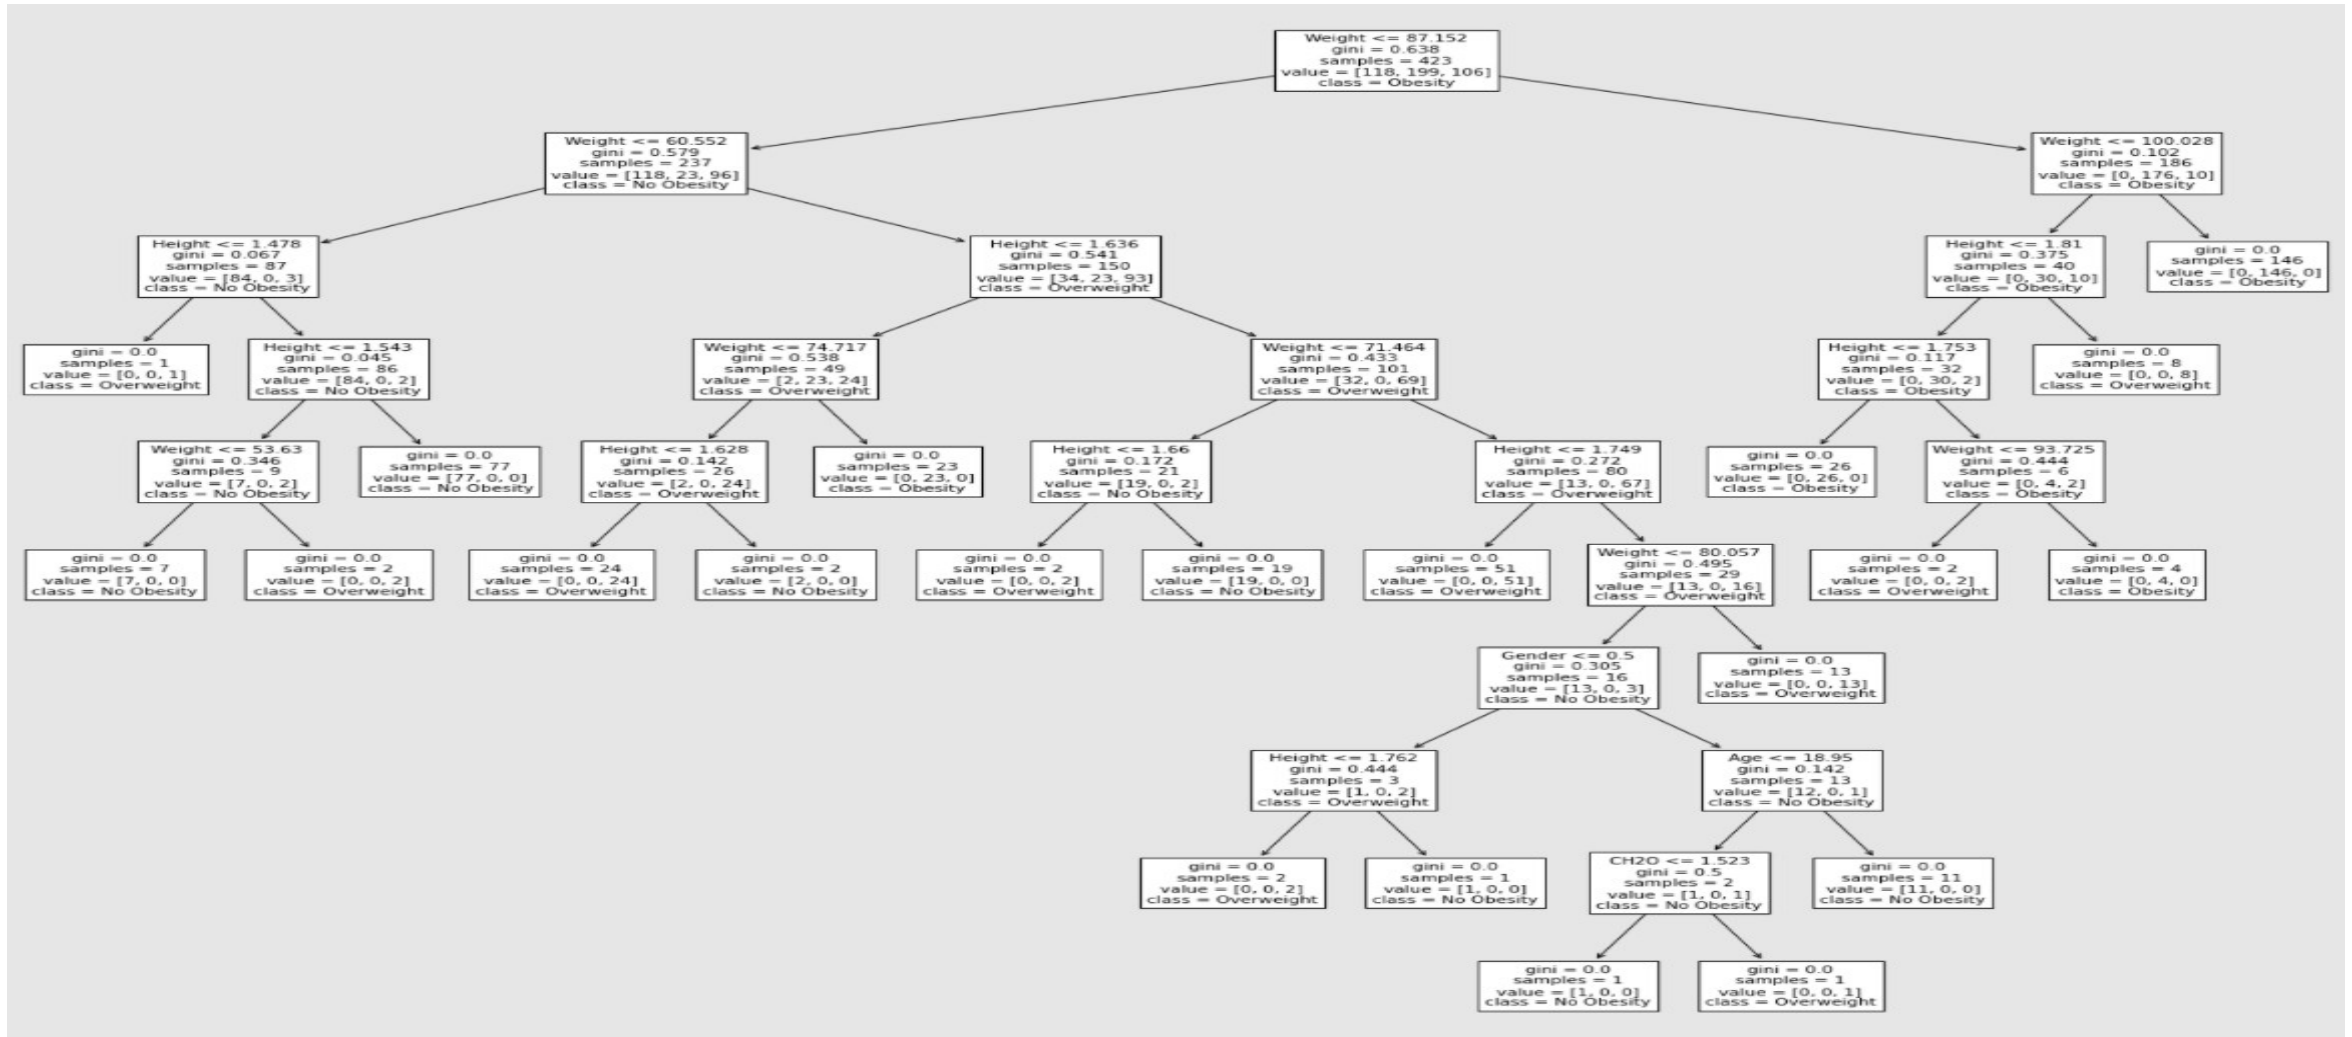 Weight <= 87.152
gini = 0.638
samples = 423
value = [118, 199, 106]
class = Obesity
Weight <= 60.552
gini = 0.579
samples = 237
value = [118, 23, 96]
class = No Obesity
Weight <= 100.028
gini = 0.102
samples = 186
value = [0, 176, 10]
class = Obesity
Height <= 1.478
gini = 0.067
samples = 87
value = [84, 0, 3]
class = No Obesity
Height <= 1.636
gini = 0.541
samples = 150
value = [34, 23, 93]
class = Overweight
Height <= 1.81
gini = 0.375
samples = 40
value = [0, 30, 10]
class = Obesity
gini = 0.0
samples = 146
value = [0, 146, 0]
class = Obesity
gini = 0.0
samples = 1
value = [0, 0, 1]
class = Overweight
Height <= 1.543
gini = 0.045
samples = 86
value = [84, 0, 2]
class = No Obesity
Weight <= 74.717
gini = 0.538
samples = 49
value = [2, 23, 24]
class = Overweight
Weight <= 71.464
gini = 0.433
samples = 101
value = [32, 0, 69]
class = Overweight
Height <= 1.753
gini = 0.117
samples = 32
value = [0, 30, 2]
class = Obesity
gini = 0.0
samples = 8
value = [0, 0, 8]
class = Overweight
Weight <= 53.63
gini = 0.346
samples = 9
value = [7, 0, 2]
class = No Obesity
gini = 0.0
samples = 77
value = [77, 0, 0]
class = No Obesity
Height <= 1.628
gini = 0.142
samples = 26
value = [2, 0, 24]
class = Overweight
gini = 0.0
samples = 23
value = [0, 23, 0]
class = Obesity
Height <= 1.66
gini = 0.172
samples = 21
value = [19, 0, 2]
class = No Obesity
Height <= 1.749
gini = 0.272
samples = 80
value = [13, 0, 67]
class = Overweight
gini = 0.0
samples = 26
value = [0, 26, 0]
class = Obesity
Weight <= 93.725
gini = 0.444
samples = 6
value = [0, 4, 2]
class = Obesity
gini = 0.0
samples = 7
value = [7, 0, 0]
class = No Obesity
gini = 0.0
samples = 2
value = [0, 0, 2]
class = Overweight
gini = 0.0
samples = 24
value = [0, 0, 24]
class = Overweight
gini = 0.0
samples = 2
value = [2, 0, 0]
class = No Obesity
gini = 0.0
samples = 2
value = [0, 0, 2]
class = Overweight
gini = 0.0
samples = 19
value = [19, 0, 0]
class = No Obesity
gini = 0.0
samples = 51
value = [0, 0, 51]
class = Overweight
Weight <= 80.057
gini = 0.495
samples = 29
value = [13, 0, 16]
class = Overweight
gini = 0.0
samples = 2
value = [0, 0, 2]
class = Overweight
gini = 0.0
samples = 4
value = [0, 4, 0]
class = Obesity
Gender <= 0.5
gini = 0.305
samples = 16
value = [13, 0, 3]
class = No Obesity
gini = 0.0
samples = 13
value = [0, 0, 13]
class = Overweight
Height <= 1.762
gini = 0.444
samples = 3
value = [1, 0, 2]
class = Overweight
Age <= 18.95
gini = 0.142
samples = 13
value = [12, 0, 1]
class = No Obesity
gini = 0.0
samples = 2
value = [0, 0, 2]
class = Overweight
gini = 0.0
samples = 1
value = [1, 0, 0]
class = No Obesity
CH2O <= 1.523
gini = 0.5
samples = 2
value = [1, 0, 1]
class = No Obesity
gini = 0.0
samples = 11
value = [11, 0, 0]
class = No Obesity
gini = 0.0
samples = 1
value = [1, 0, 0]
class = No Obesity
gini = 0.0
samples = 1
value = [0, 0, 1]
class = Overweight